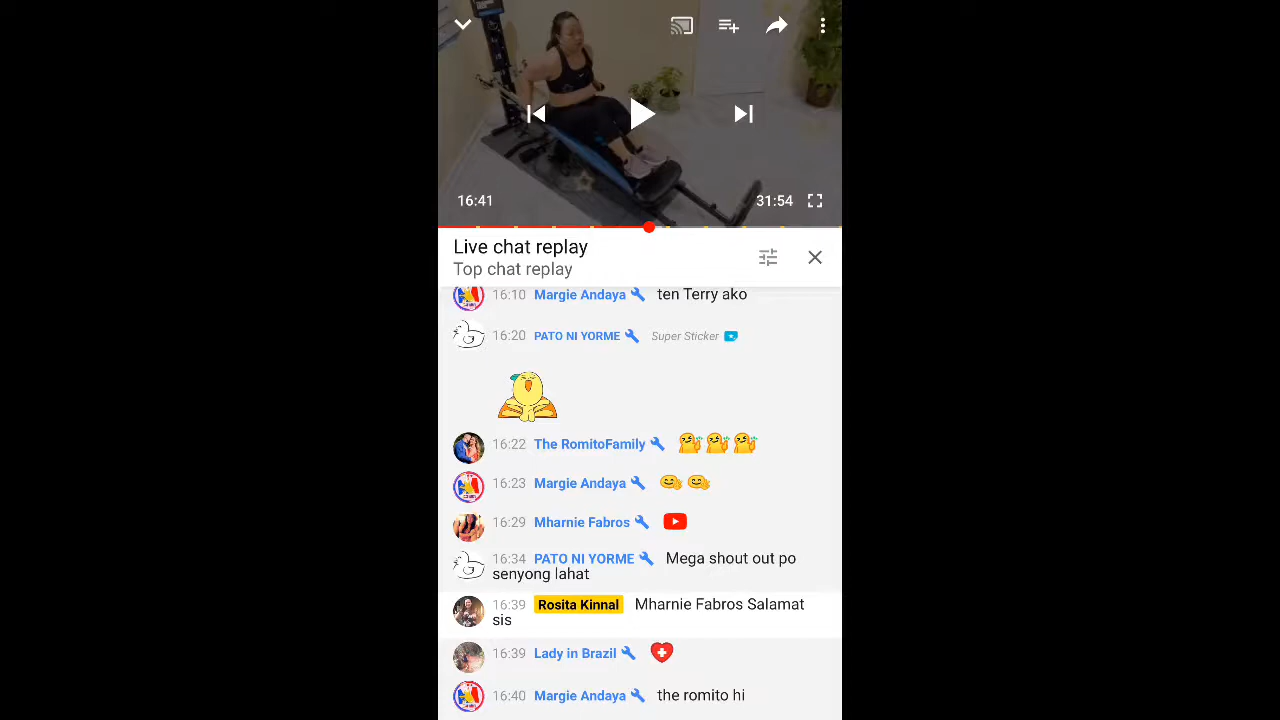 16:41
31:54
Live chat replay
Top chat replay
16:10 Margie Andaya ten Terry ako
16:20 PATO NI YORME Super Sticker
16:22 The RomitoFamily
16:23 Margie Andaya
16:29 Mharnie Fabros
16:34 PATO NI YORME Mega shout out po
senyong lahat
16:39 Rosita Kinnal Mharnie Fabros Salamat
sis
16:39 Lady in Brazil
16:40 Margie Andaya the romito hi